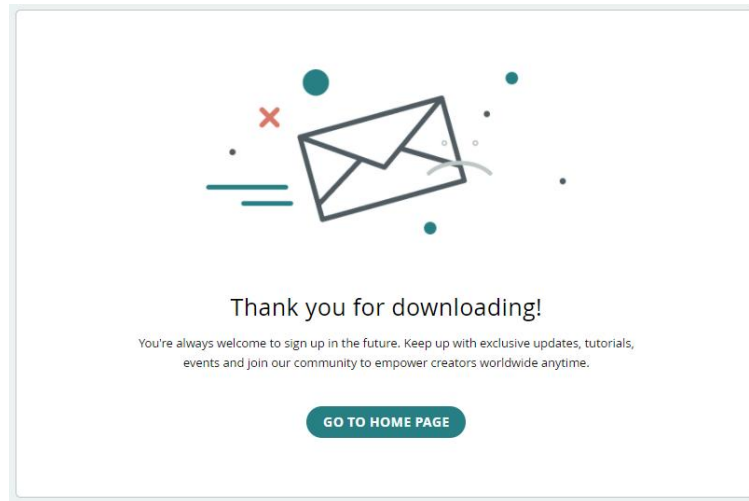 Thank you for downloading!
You're always welcome to sign up in the future. Keep up with exclusive updates, tutorials,
events and join our community to empower creators worldwide anytime.
GO TO HOME PAGE